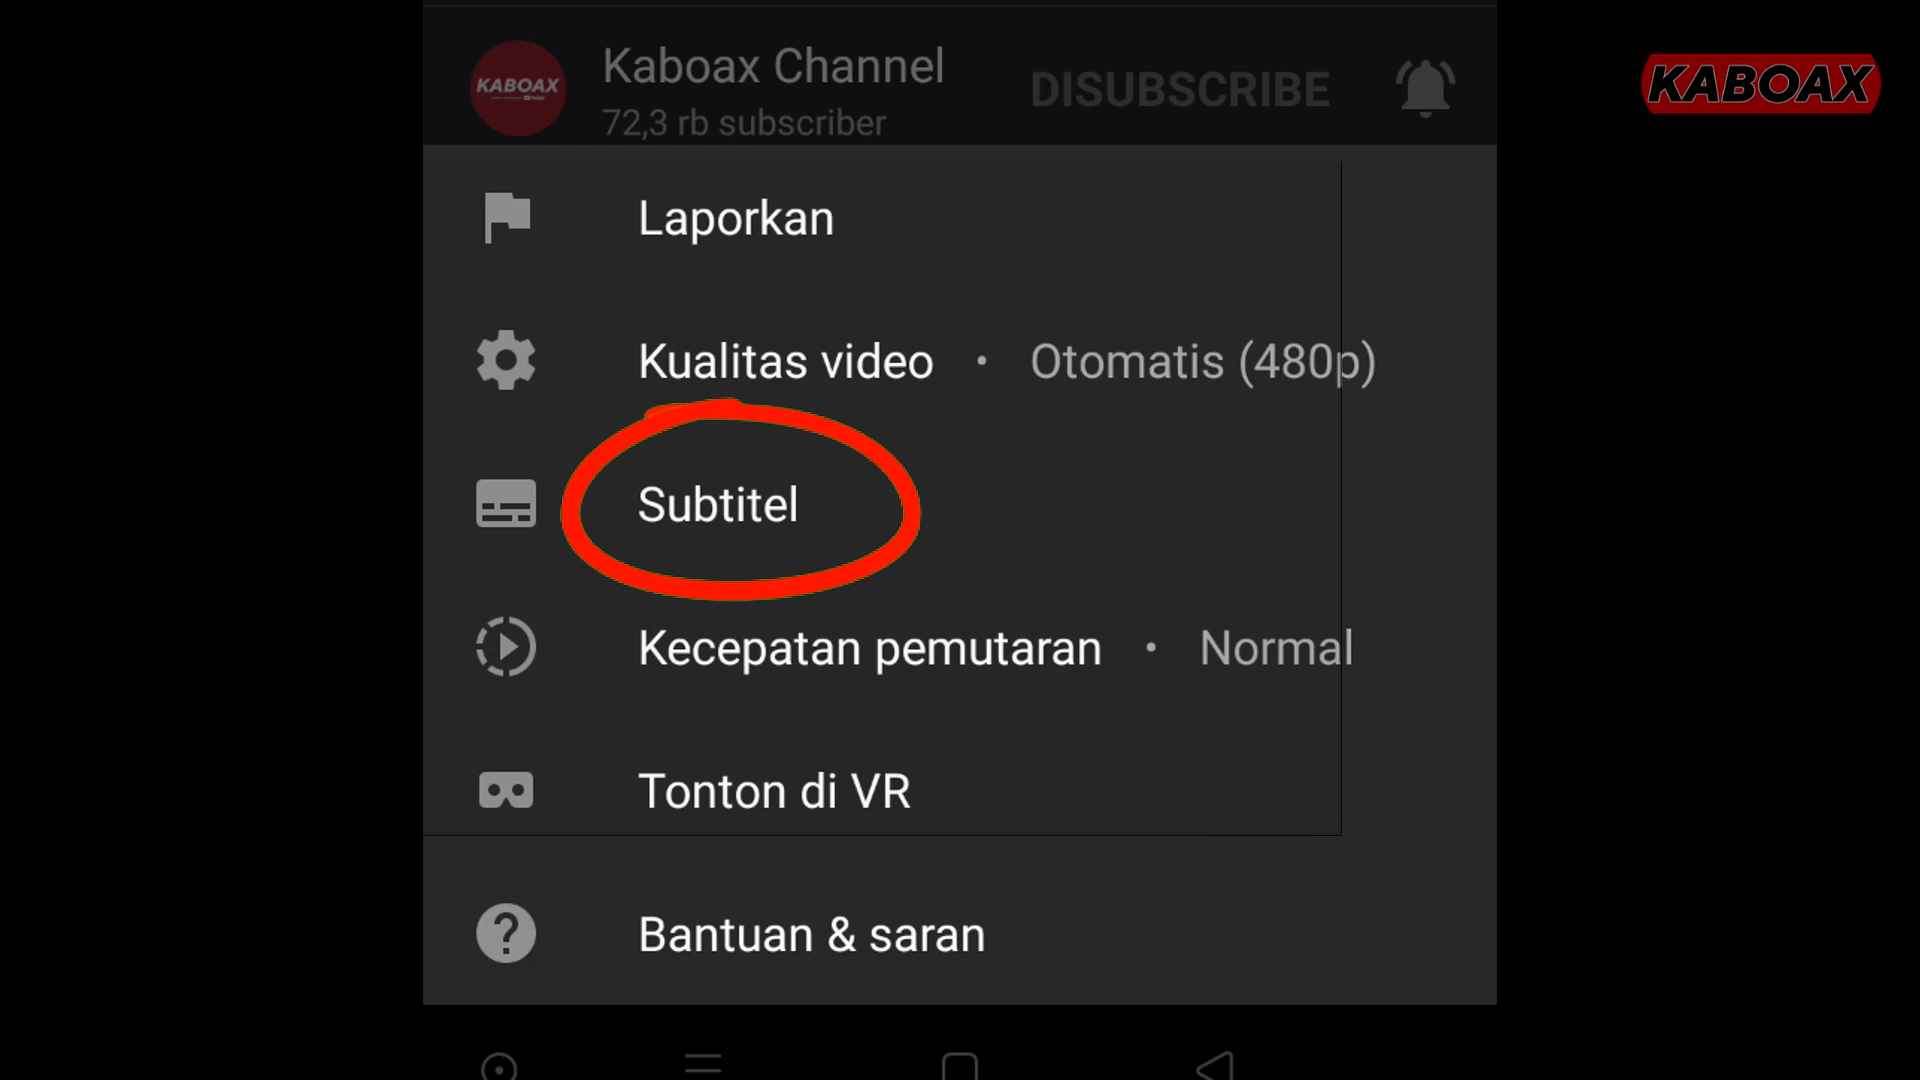 Kaboax Channel
72,3 rb subscriber
DISUBSCRIBE
KABOAX
KABOAX
Laporkan
Kualitas video • Otomatis (480p)
Subtitel
Kecepatan pemutaran • Normal
Tonton di VR
Bantuan & saran